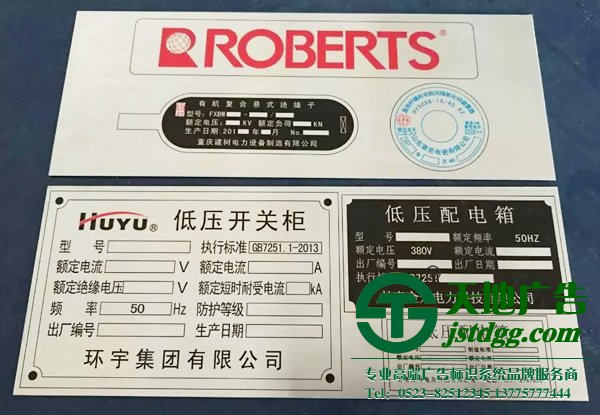 ROBERTS®
有机复合悬式绝缘子
型号:FXBW — /
额定电压: KV 额定负荷: KN
生产日期:201 年 月 No.
重庆建树电力设备制造有限公司
HUYU® 低压开关柜
型号 执行标准 GB7251.1-2013
额定电流 V 额定电流 A
额定绝缘电压 V 额定短时耐受电流 kA
频率 50 Hz 防护等级
出厂编号 生产日期
环宇集团有限公司
低压配电箱
型号 额定频率 50HZ
额定电压 380V 额定电流
出厂编号 出厂日期
天地广告
jstdgg.com
专业高端广告标识系统品牌服务商
Tel: 0523-82512345 13775777444